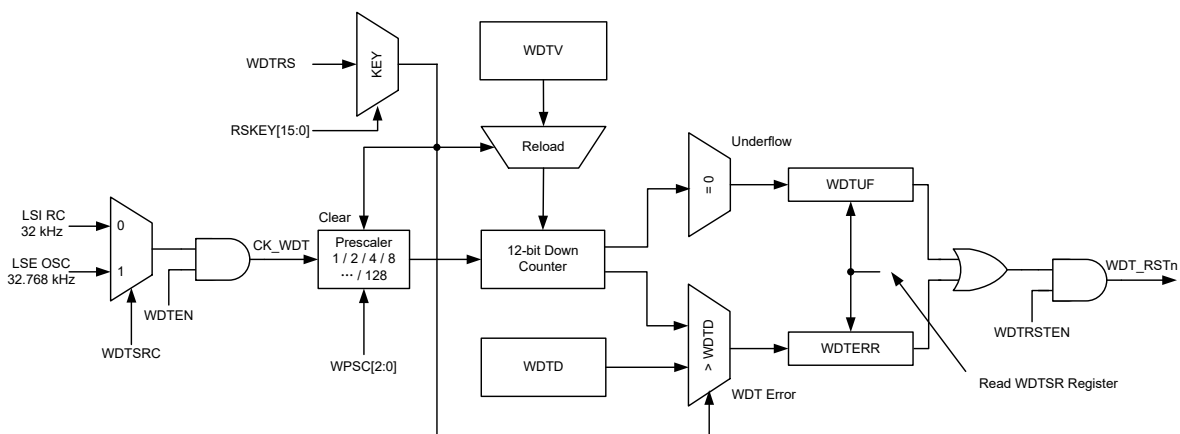 WDTV
WDTRS
KEY
RSKEY[15:0]
Reload
Underflow
= 0
WDTUF
LSI RC
32 kHz
0
Clear
CK_WDT
Prescaler
1 / 2 / 4 / 8
... / 128
12-bit Down
Counter
LSE OSC
32.768 kHz
1
WDT_RSTn
WDTEN
WDTRSTEN
WDTSRC
> WDTD
WDTERR
WPSC[2:0]
WDTD
WDT Error
Read WDTSR Register